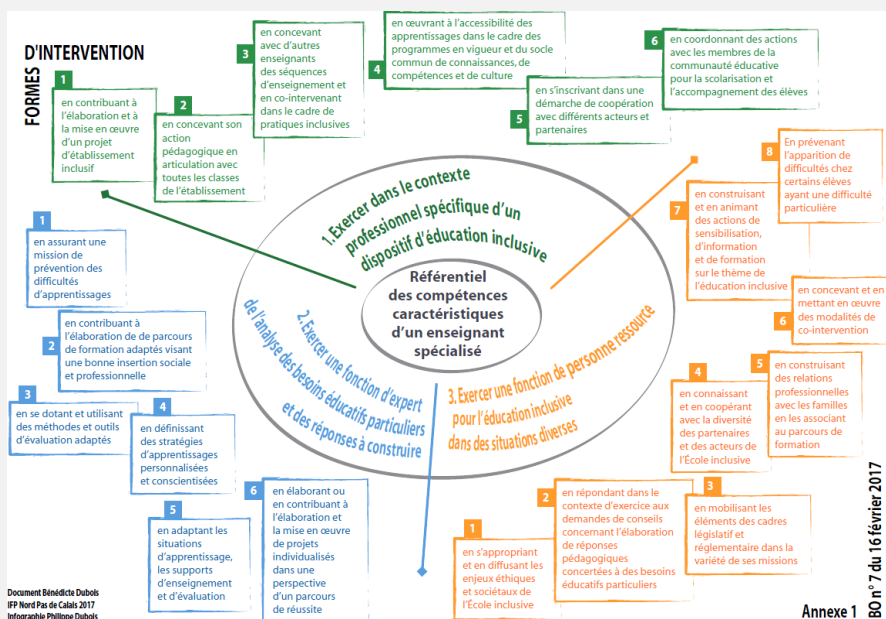 FORMES
D'INTERVENTION
1
en contribuant à
l'élaboration et à
la mise en œuvre
d'un projet
d'établissement
inclusif
2
en concevant son
action
pédagogique en
articulation avec
toutes les classes
de l'établissement
3
en concevant
avec d'autres
enseignants
des séquences
d'enseignement et
en co-intervenant
dans le cadre de
pratiques inclusives
4
en œuvrant à l'accessibilité des
apprentissages dans le cadre des
programmes en vigueur et du socle
commun de connaissances, de
compétences et de culture
5
en s'inscrivant dans une
démarche de coopération
avec différents acteurs et
partenaires
6
en coordonnant des actions
avec les membres de la
communauté éducative
pour la scolarisation et
l'accompagnement des élèves
1.Exercer dans le contexte
professionnel spécifique d'un
dispositif d'éducation inclusive
Référentiel
des compétences
caractéristiques
d'un enseignant
spécialisé
2.Exercer une fonction d'expert
de l'analyse des besoins éducatifs particuliers
et des réponses à construire
3. Exercer une fonction de personne ressource
pour l'éducation inclusive
dans des situations diverses
1
en assurant une
mission de
prévention des
difficultés
d'apprentissages
2
en contribuant à
l'élaboration de de parcours
de formation adaptés visant
une bonne insertion sociale
et professionnelle
3
en se dotant et utilisant
des méthodes et outils
d'évaluation adaptés
4
en définissant
des stratégies
d'apprentissages
personnalisées
et conscientisées
5
en adaptant les
situations
d'apprentissage,
les supports
d'enseignement
et d'évaluation
6
en élaborant ou
en contribuant à
l'élaboration et
la mise en œuvre
de projets
individualisés
dans une
perspective
d'un parcours
de réussite
1
en s'appropriant
et en diffusant les
enjeux éthiques
et sociétaux de
l'École inclusive
2
en répondant dans le
contexte d'exercice aux
demandes de conseils
concernant l'élaboration
de réponses
pédagogiques
concertées à des besoins
éducatifs particuliers
3
en mobilisant les
éléments des cadres
législatif et
réglementaire dans la
variété de ses missions
4
en connaissant
et en coopérant
avec la diversité
des partenaires
et des acteurs de
l'École inclusive
5
en construisant
des relations
professionnelles
avec les familles
en les associant
au parcours de
formation
6
en concevant et en
mettant en œuvre
des modalités de
co-intervention
7
en construisant
et en animant
des actions de
sensibilisation,
d'information
et de formation
sur le thème de
l'éducation inclusive
8
En prévenant
l'apparition de
difficultés chez
certains élèves
ayant une difficulté
particulière
Document Bénédicte Dubois
IFP Nord Pas de Calais 2017
Infographie Philippe Dubois
Annexe 1
BO n° 7 du 16 février 2017